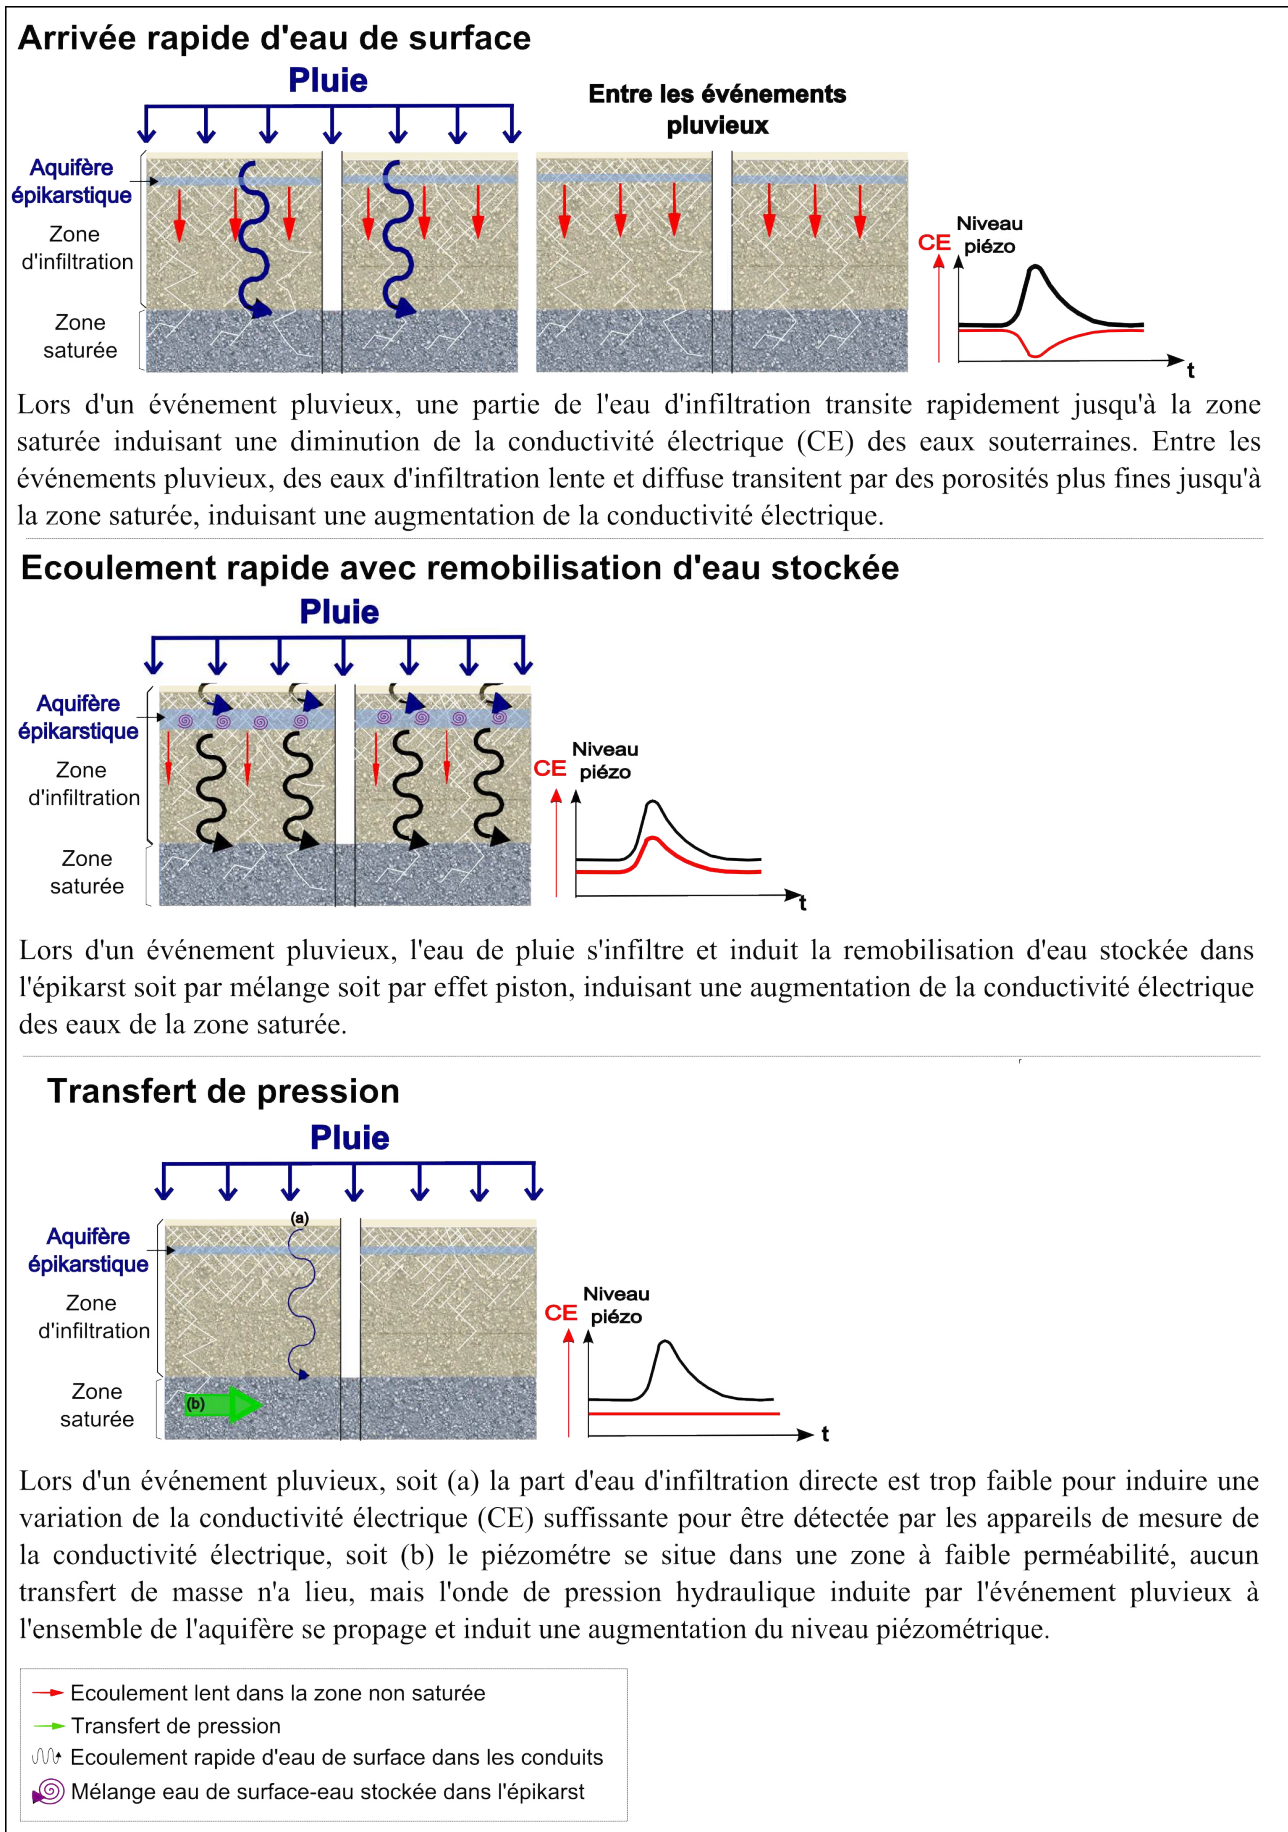 Arrivée rapide d'eau de surface
Pluie
Entre les événements
pluvieux
Aquifère
épikarstique
Zone
d'infiltration
Zone
saturée
CE
Niveau
piézo
t
Lors d'un événement pluvieux, une partie de l'eau d'infiltration transite rapidement jusqu'à la zone
saturée induisant une diminution de la conductivité électrique (CE) des eaux souterraines. Entre les
événements pluvieux, des eaux d'infiltration lente et diffuse transitent par des porosités plus fines jusqu'à
la zone saturée, induisant une augmentation de la conductivité électrique.
Ecoulement rapide avec remobilisation d'eau stockée
Pluie
Aquifère
épikarstique
Zone
d'infiltration
Zone
saturée
CE
Niveau
piézo
t
Lors d'un événement pluvieux, l'eau de pluie s'infiltre et induit la remobilisation d'eau stockée dans
l'épikarst soit par mélange soit par effet piston, induisant une augmentation de la conductivité électrique
des eaux de la zone saturée.
r
Transfert de pression
Pluie
(a)
Aquifère
épikarstique
Zone
d'infiltration
Zone
saturée
(b)
CE
Niveau
piézo
t
Lors d'un événement pluvieux, soit (a) la part d'eau d'infiltration directe est trop faible pour induire une
variation de la conductivité électrique (CE) suffissante pour être détectée par les appareils de mesure de
la conductivité électrique, soit (b) le piézométre se situe dans une zone à faible perméabilité, aucun
transfert de masse n'a lieu, mais l'onde de pression hydraulique induite par l'événement pluvieux à
l'ensemble de l'aquifère se propage et induit une augmentation du niveau piézométrique.
Ecoulement lent dans la zone non saturée
Transfert de pression
Ecoulement rapide d'eau de surface dans les conduits
Mélange eau de surface-eau stockée dans l'épikarst